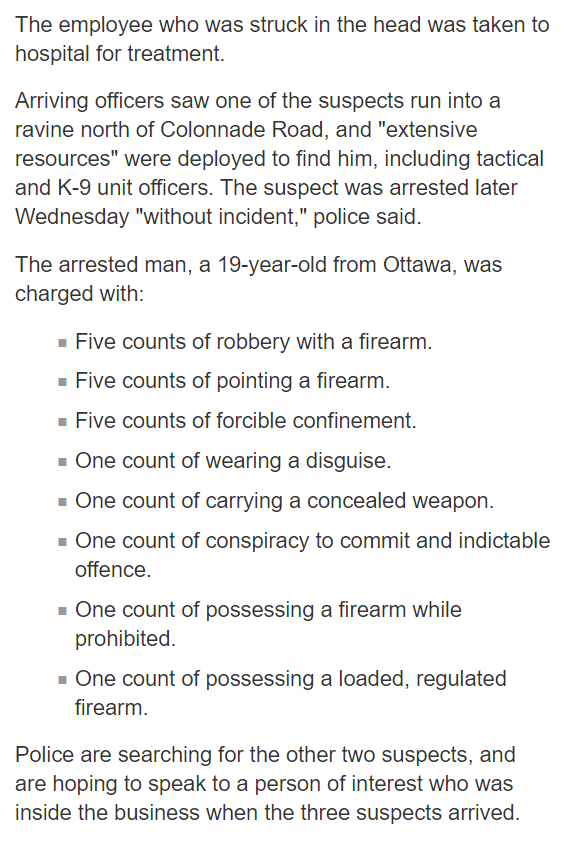 The employee who was struck in the head was taken to
hospital for treatment.
Arriving officers saw one of the suspects run into a
ravine north of Colonnade Road, and "extensive
resources" were deployed to find him, including tactical
and K-9 unit officers. The suspect was arrested later
Wednesday "without incident," police said.
The arrested man, a 19-year-old from Ottawa, was
charged with:
Five counts of robbery with a firearm.
Five counts of pointing a firearm.
Five counts of forcible confinement.
One count of wearing a disguise.
One count of carrying a concealed weapon.
One count of conspiracy to commit and indictable
offence.
One count of possessing a firearm while
prohibited.
One count of possessing a loaded, regulated
firearm.
Police are searching for the other two suspects, and
are hoping to speak to a person of interest who was
inside the business when the three suspects arrived.